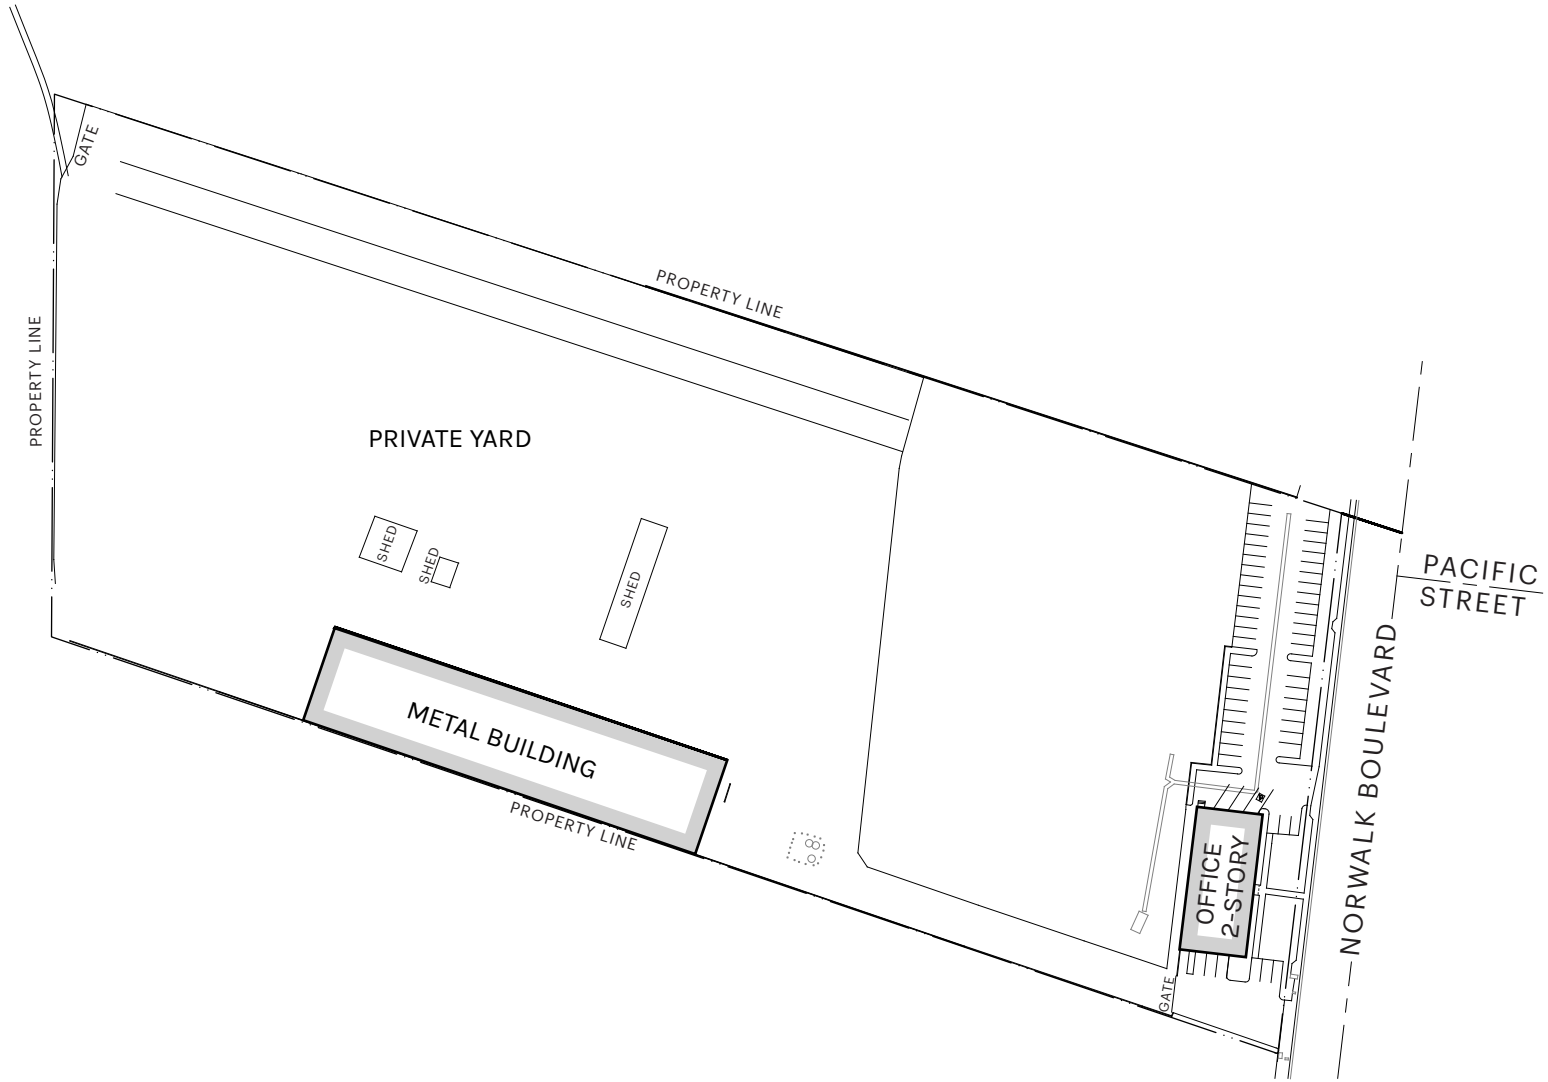 GATE
PROPERTY LINE
PROPERTY LINE
PRIVATE YARD
SHED
SHED
SHED
PACIFIC
STREET
METAL BUILDING
PROPERTY LINE
NORWALK BOULEVARD
OFFICE
2-STORY
GATE